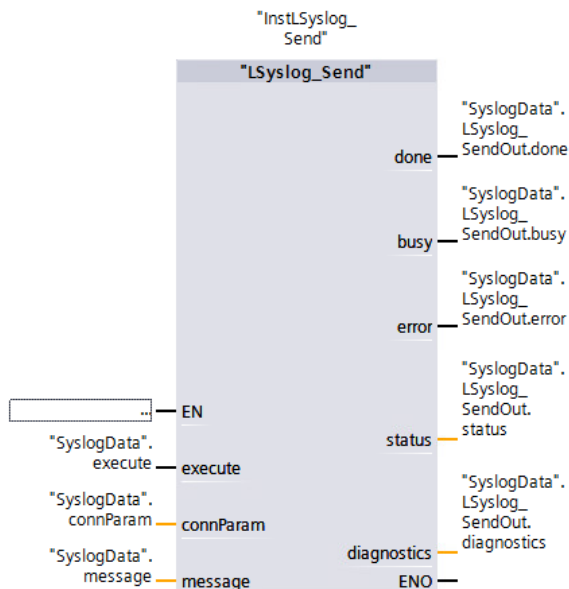 "InstLSyslog_
Send"
"LSyslog_Send"
"SyslogData".
LSyslog_
done SendOut.done
"SyslogData".
LSyslog_
busy SendOut.busy
"SyslogData".
LSyslog_
error SendOut.error
"SyslogData".
LSyslog_
SendOut.
status status
... EN
"SyslogData".
execute execute
"SyslogData".
LSyslog_
SendOut.
diagnostics diagnostics
"SyslogData".
connParam connParam
"SyslogData".
message message
ENO